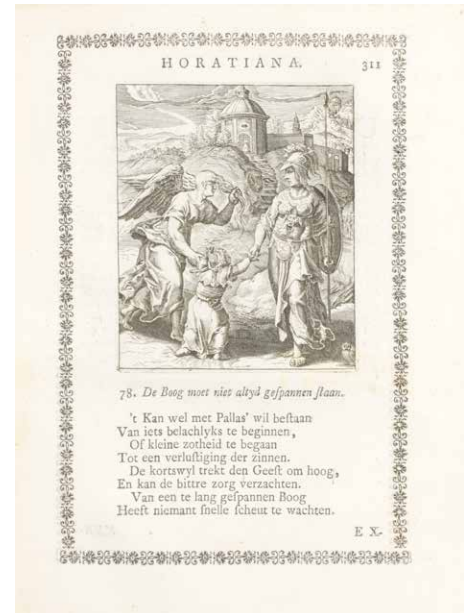 HORATIANA. 311
78. De Boog moet niet altyd geſpannen ſtaan.
't Kan wel met Pallas' wil beſtaan
Van iets belachlyks te beginnen,
Of kleine zotheid te begaan
Tot een verluſtiging der zinnen.
De kortswyl trekt den Geeſt om hoog,
En kan de bittre zorg verzachten.
Van een te lang geſpannen Boog
Heeft niemant ſnelle ſcheut te wachten.
E X-